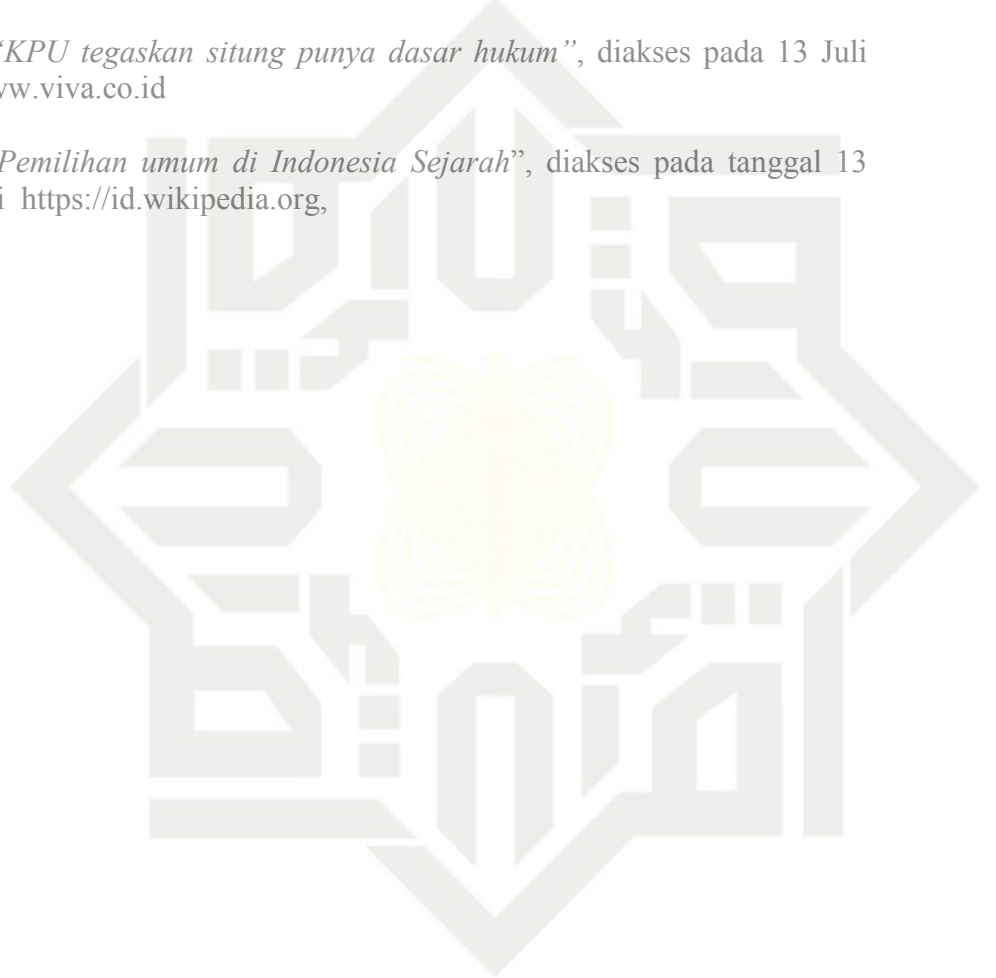 “KPU tegaskan situng punya dasar hukum”, diakses pada 13 Juli
www.viva.co.id
Pemilihan umum di Indonesia Sejarah”, diakses pada tanggal 13
https://id.wikipedia.org,